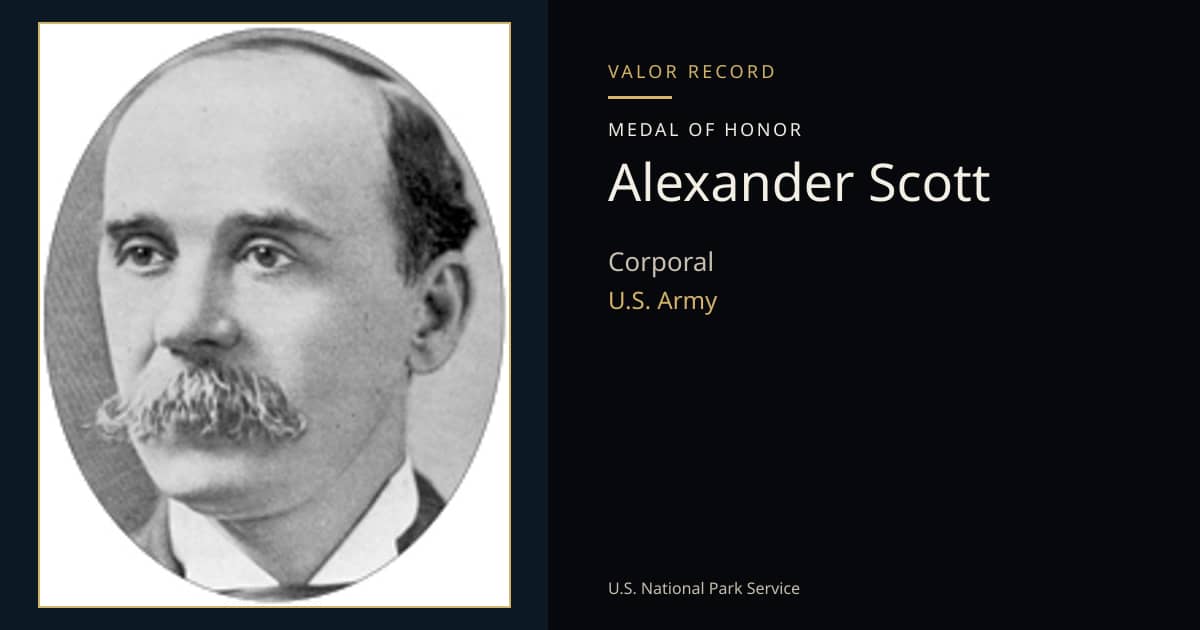 VALOR RECORD
MEDAL OF HONOR
Alexander Scott
Corporal
U.S. Army
U.S. National Park Service